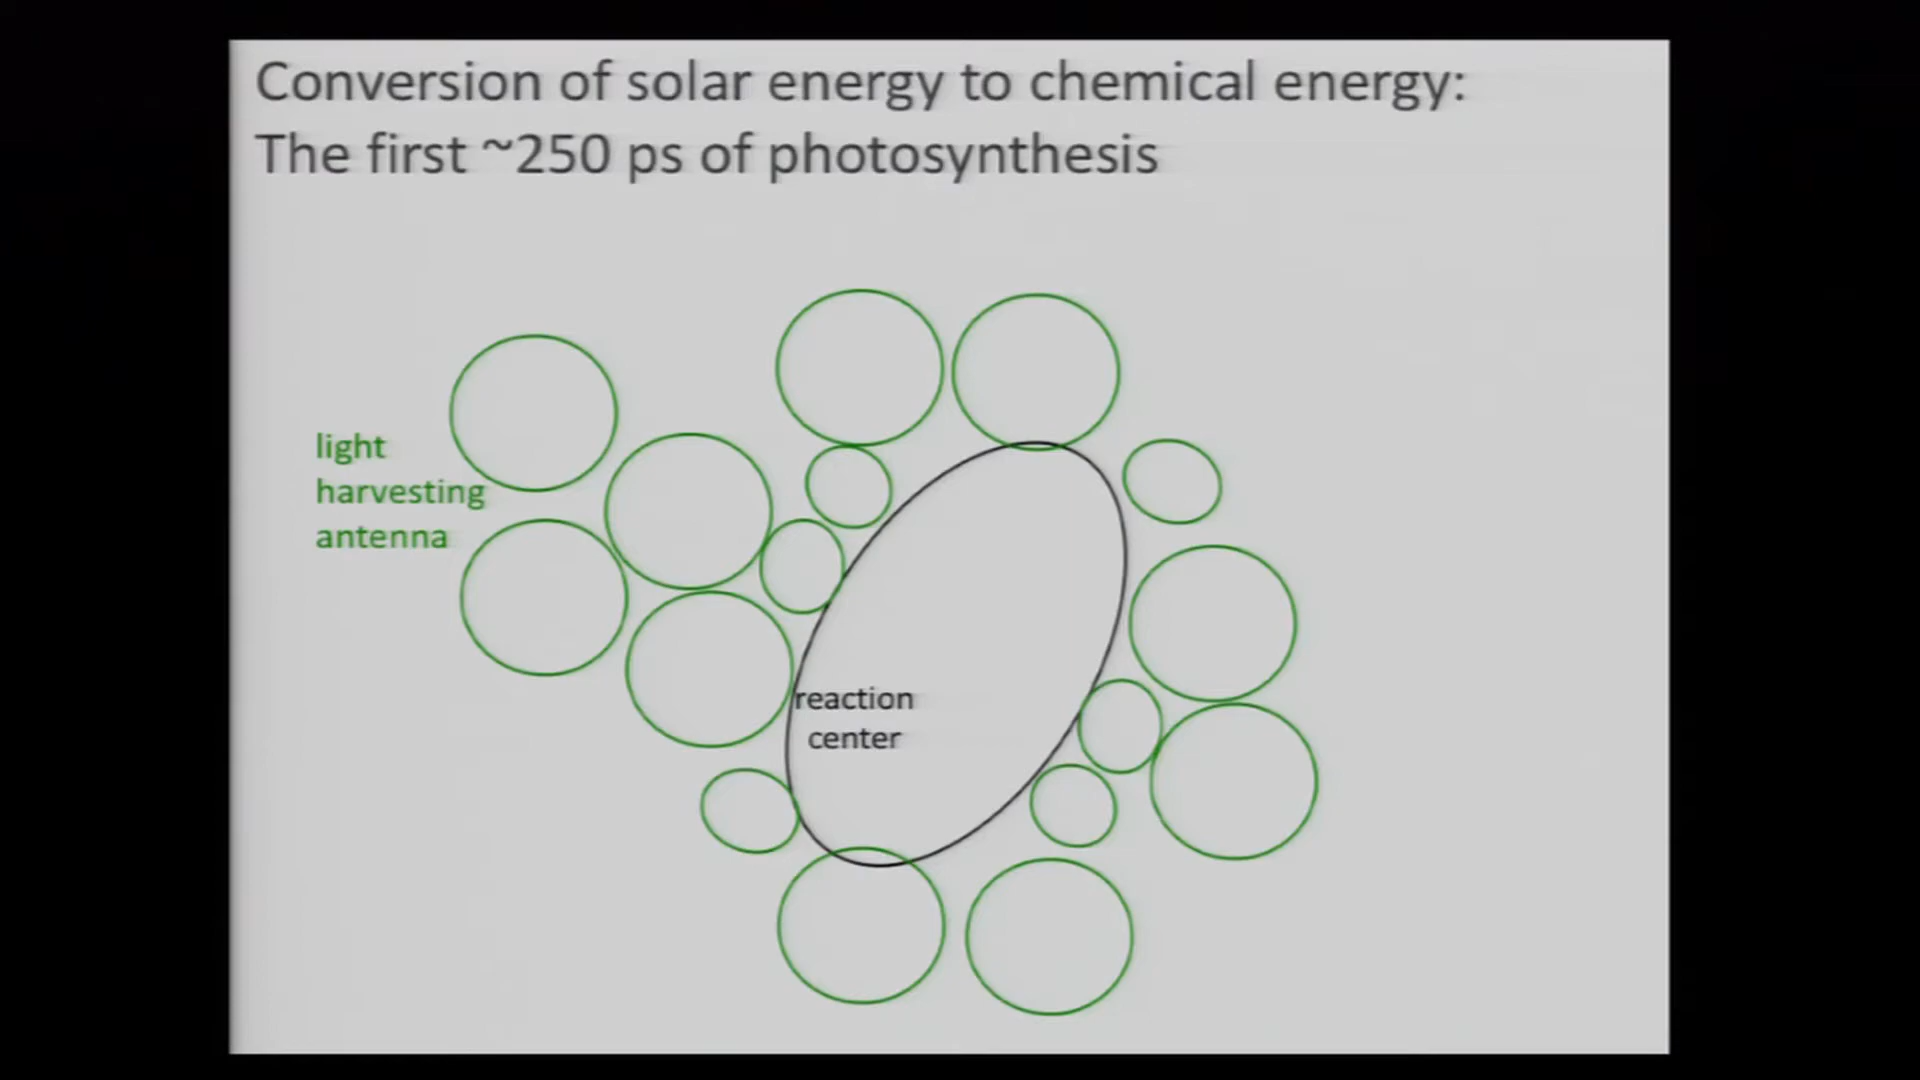 Conversion of solar energy to chemical energy:
The first ~250 ps of photosynthesis
light
harvesting
antenna
reaction
center